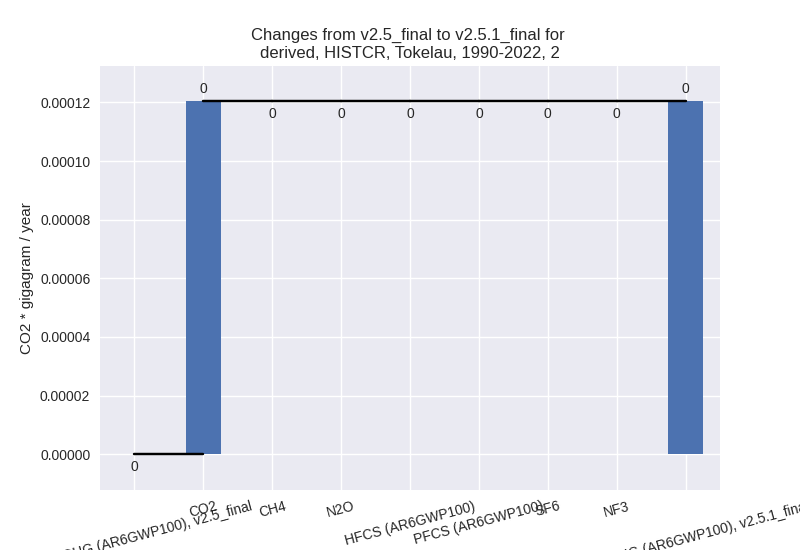 Changes from v2.5_final to v2.5.1_final for
derived, HISTCR, Tokelau, 1990-2022, 2
CO2 * gigagram / year
0.00012
0.00010
0.00008
0.00006
0.00004
0.00002
0.00000
0
0
0
0
0
0
0
0
0
(AR6GWP100), v2.5_final
CO2
CH4
N2O
HFCS (AR6GWP100)
PFCS (AR6GWP100)
SF6
NF3
(AR6GWP100), v2.5.1_fina